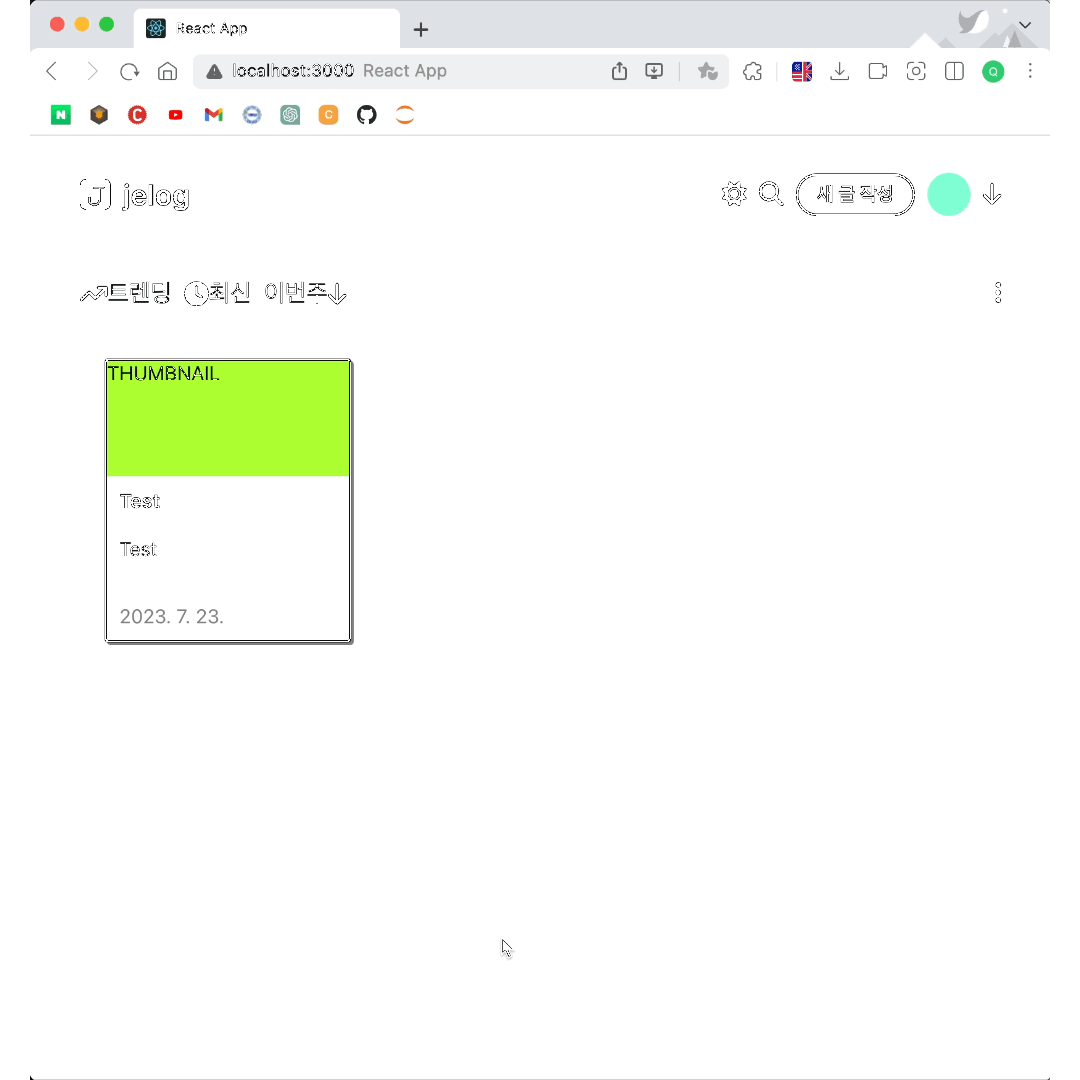 React App
localhost:3000 React App
N C C Q
J jelog
새 글 작성
트렌딩 최신 이번주
THUMBNAIL
Test
Test
2023. 7. 23.